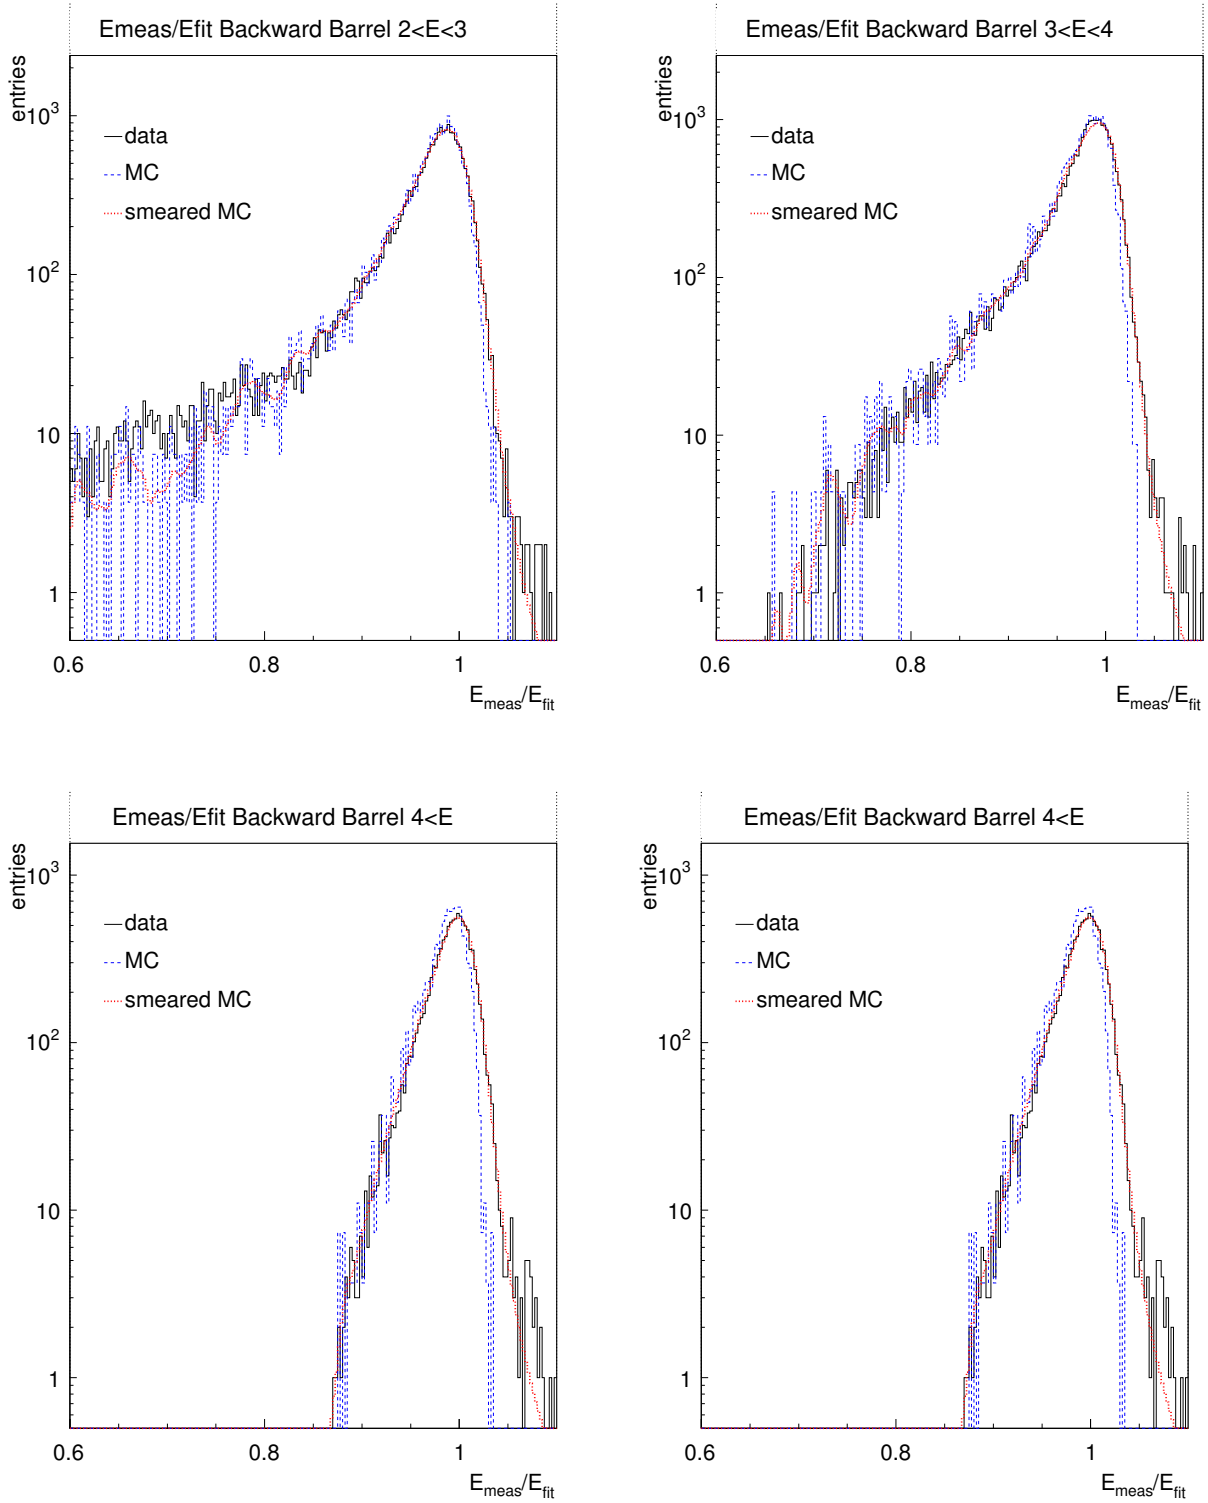 Emeas/Efit Backward Barrel 2<E<3
entries
10^3
10^2
10
1
data
MC
smeared MC
0.6 0.8 1
E_meas/E_fit
Emeas/Efit Backward Barrel 3<E<4
entries
10^3
10^2
10
1
data
MC
smeared MC
0.6 0.8 1
E_meas/E_fit
Emeas/Efit Backward Barrel 4<E
entries
10^3
10^2
10
1
data
MC
smeared MC
0.6 0.8 1
E_meas/E_fit
Emeas/Efit Backward Barrel 4<E
entries
10^3
10^2
10
1
data
MC
smeared MC
0.6 0.8 1
E_meas/E_fit